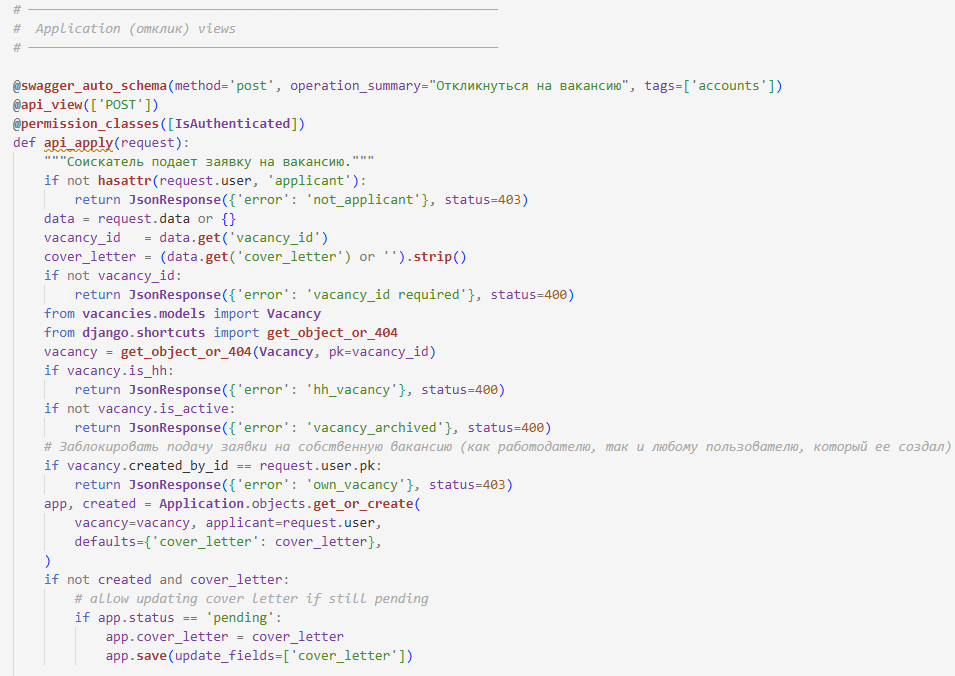 # ─────────────────────────────────────────────────────────────
#  Application (отклик) views
# ─────────────────────────────────────────────────────────────

@swagger_auto_schema(method='post', operation_summary="Откликнуться на вакансию", tags=['accounts'])
@api_view(['POST'])
@permission_classes([IsAuthenticated])
def api_apply(request):
    """Соискатель подает заявку на вакансию."""
    if not hasattr(request.user, 'applicant'):
        return JsonResponse({'error': 'not_applicant'}, status=403)
    data = request.data or {}
    vacancy_id   = data.get('vacancy_id')
    cover_letter = (data.get('cover_letter') or '').strip()
    if not vacancy_id:
        return JsonResponse({'error': 'vacancy_id required'}, status=400)
    from vacancies.models import Vacancy
    from django.shortcuts import get_object_or_404
    vacancy = get_object_or_404(Vacancy, pk=vacancy_id)
    if vacancy.is_hh:
        return JsonResponse({'error': 'hh_vacancy'}, status=400)
    if not vacancy.is_active:
        return JsonResponse({'error': 'vacancy_archived'}, status=400)
    # Заблокировать подачу заявки на собственную вакансию (как работодателю, так и любому пользователю, который ее создал)
    if vacancy.created_by_id == request.user.pk:
        return JsonResponse({'error': 'own_vacancy'}, status=403)
    app, created = Application.objects.get_or_create(
        vacancy=vacancy, applicant=request.user,
        defaults={'cover_letter': cover_letter},
    )
    if not created and cover_letter:
        # allow updating cover letter if still pending
        if app.status == 'pending':
            app.cover_letter = cover_letter
            app.save(update_fields=['cover_letter'])